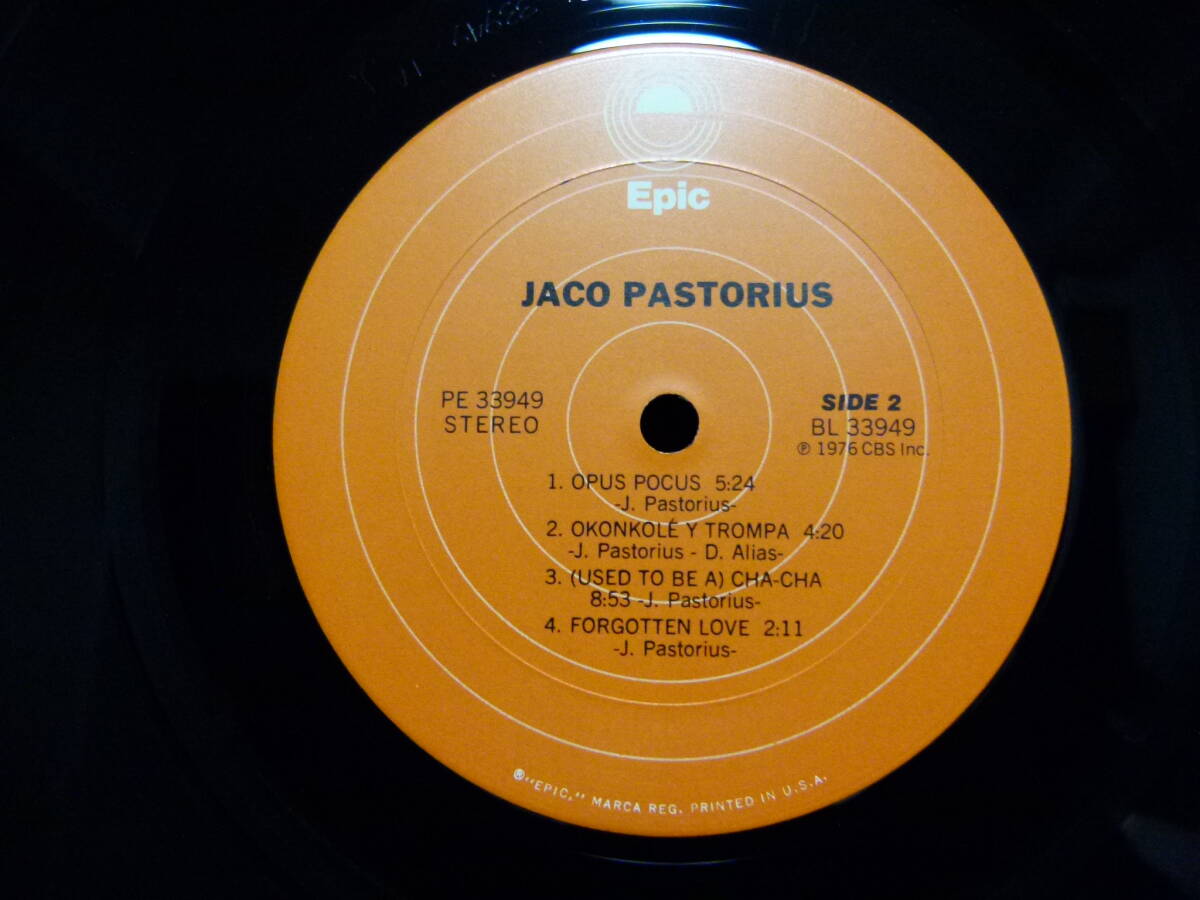 Epic
JACO PASTORIUS
PE 33949
STEREO
SIDE 2
BL 33949
℗ 1976 CBS Inc.
1. OPUS POCUS 5:24
-J. Pastorius-
2. OKONKOLÉ Y TROMPA 4:20
-J. Pastorius - D. Alias-
3. (USED TO BE A) CHA-CHA
8:53 -J. Pastorius-
4. FORGOTTEN LOVE 2:11
-J. Pastorius-
®"EPIC," MARCA REG. PRINTED IN U.S.A.